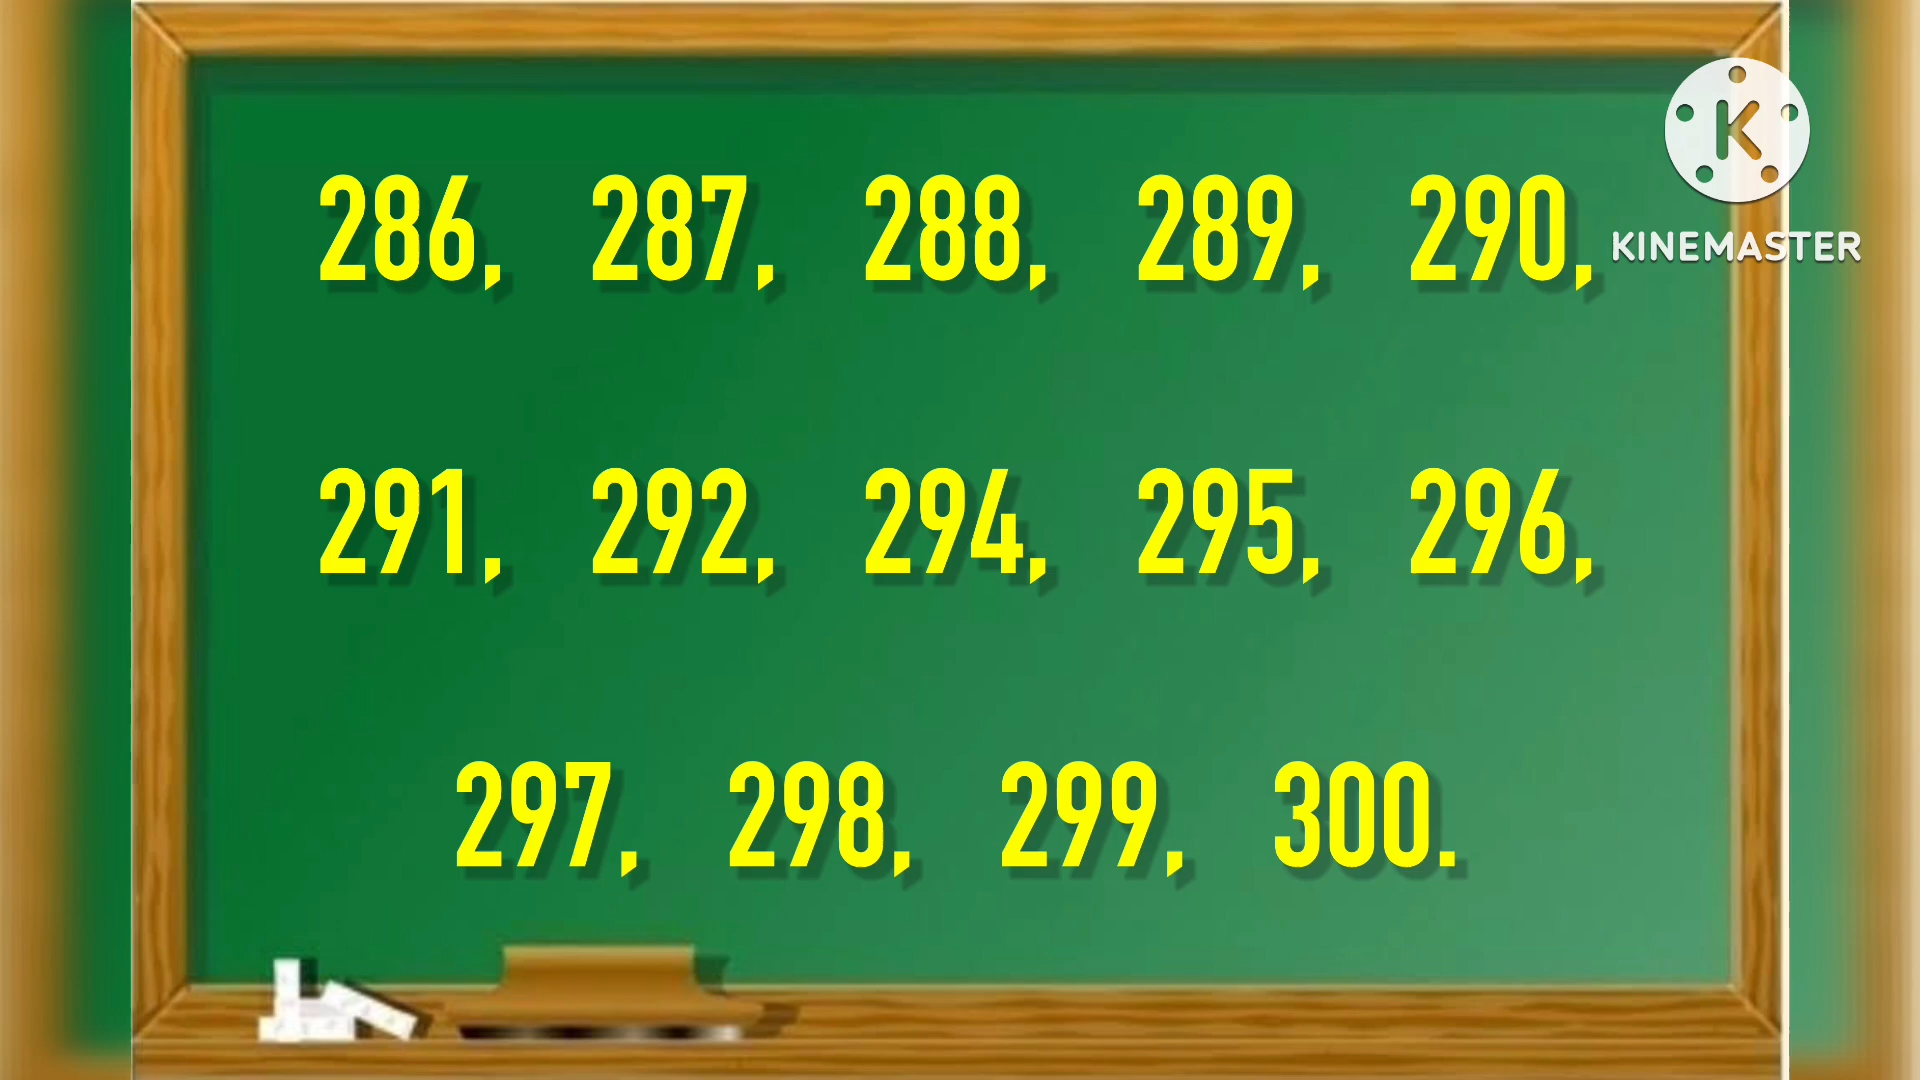 286, 287, 288, 289, 290,
291, 292, 294, 295, 296,
297, 298, 299, 300.
K
KINEMASTER